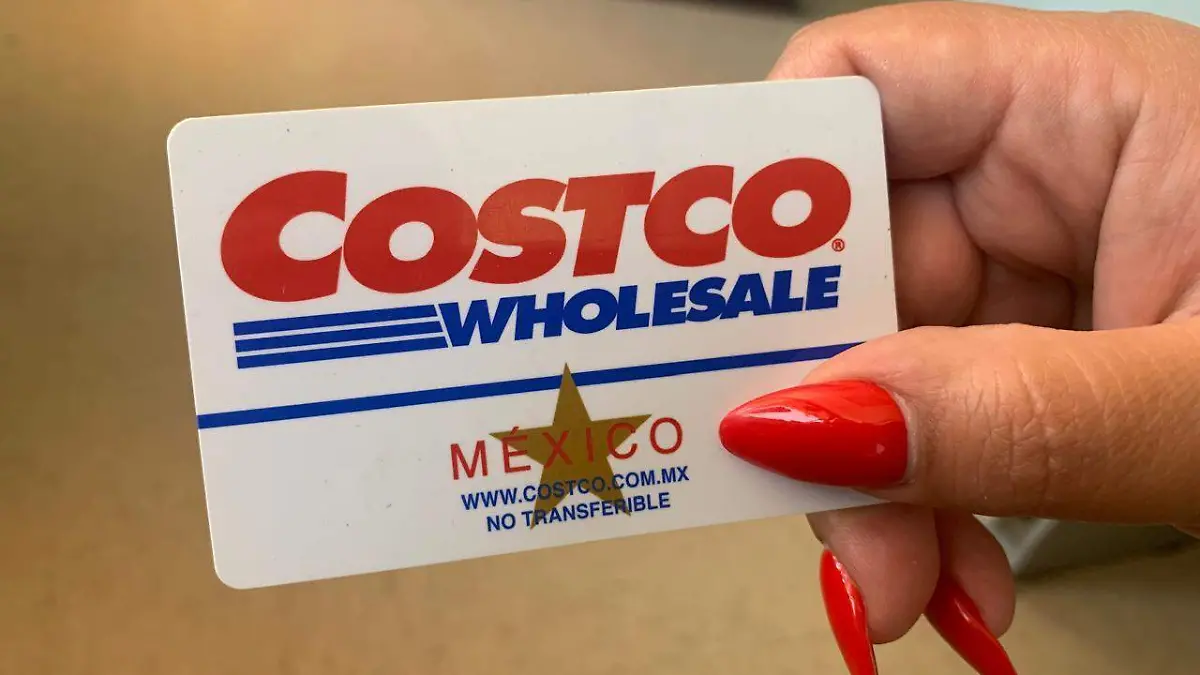 COSTCO®
WHOLESALE
MÉXICO
WWW.COSTCO.COM.MX
NO TRANSFERIBLE